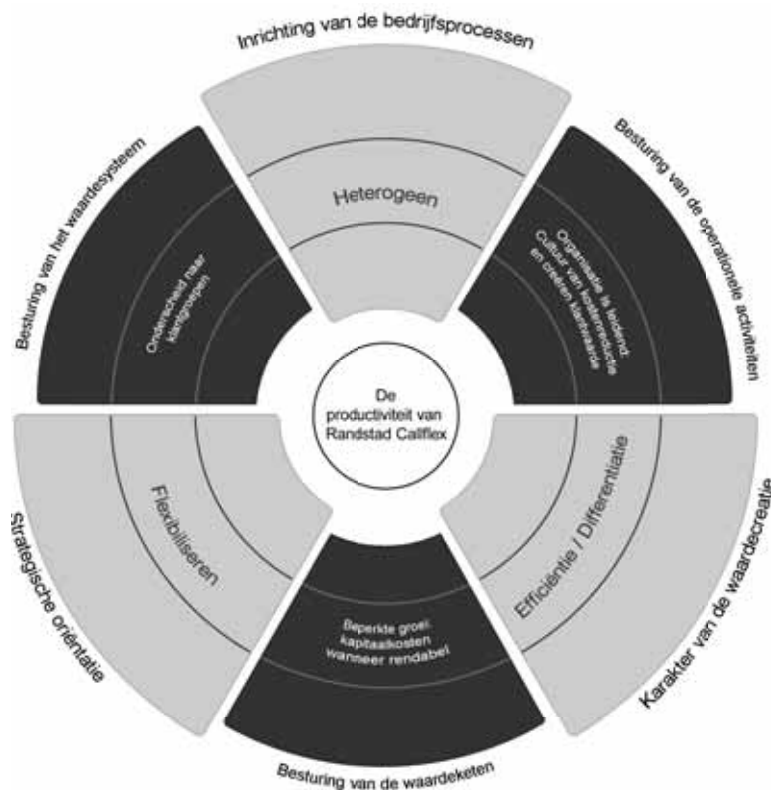 Inrichting van de bedrijfsprocessen
Heterogeen
Besturing van de operationele activiteiten
Organisatie is leidend:
Cultuur van kostenreductie
en creëren klantwaarde
Karakter van de waardecreatie
Efficiëntie / Differentiatie
Besturing van de waardeketen
Beperkte groei:
kapitaalkosten
wanneer rendabel
Strategische oriëntatie
Flexibiliseren
Besturing van het waardesysteem
Onderscheid naar
klantgroepen
De
productiviteit van
Randstad Callflex